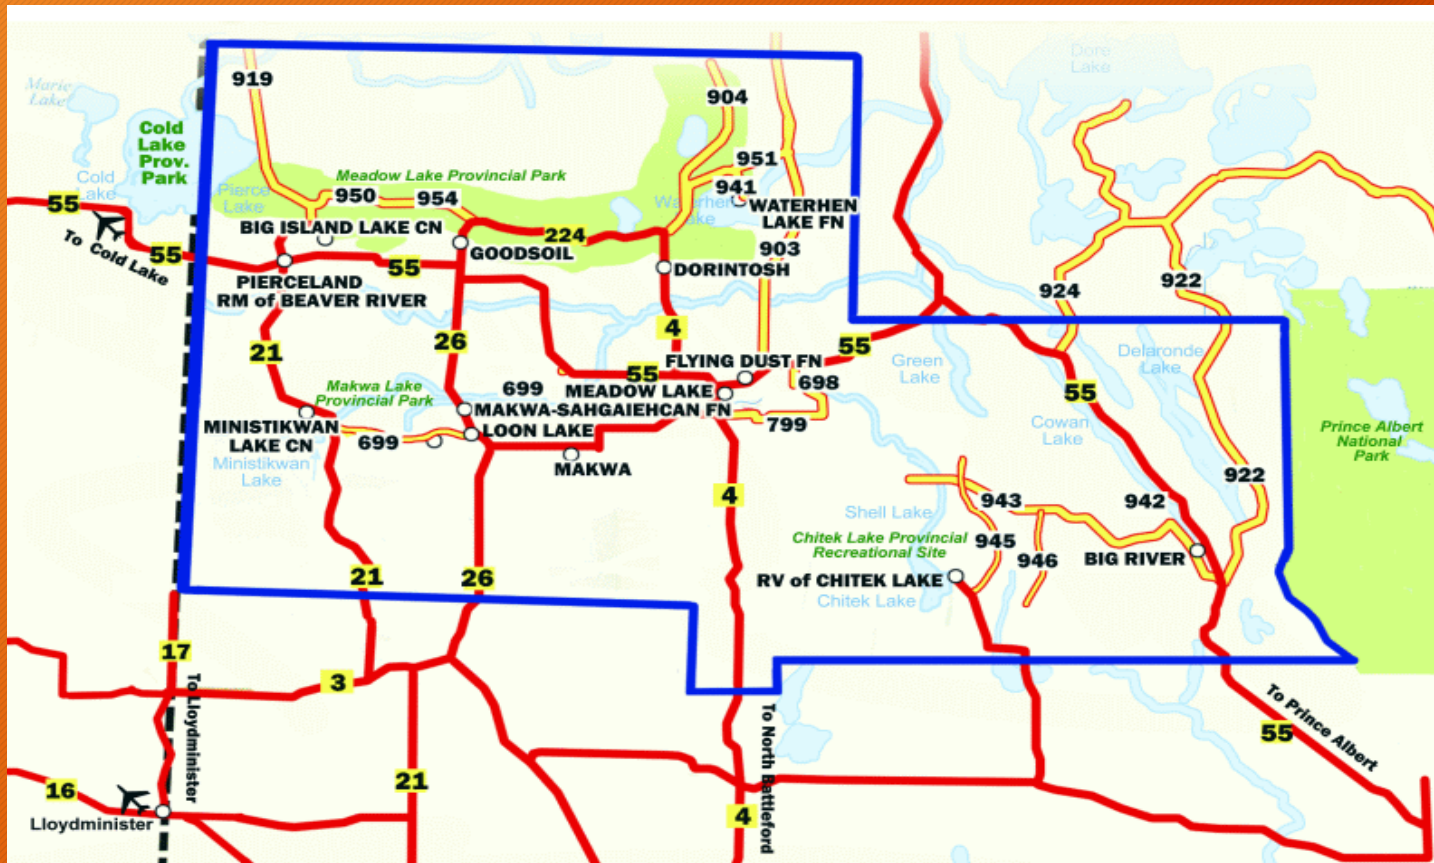 Dore
Lake
919
904
Marie
Lake
Cold
Lake
Prov.
Park
951
Meadow Lake Provincial Park
Cold
Lake
Pierce
Lake
950
954
941
Waterhen
Lake
WATERHEN
LAKE FN
55
BIG ISLAND LAKE CN
224
To Cold Lake
55
GOODSOIL
903
55
DORINTOSH
PIERCELAND
RM of BEAVER RIVER
924
922
21
26
4
55
FLYING DUST FN
Green
Lake
Delaronde
Lake
55
699
MEADOW LAKE
698
55
Makwa Lake
Provincial Park
MAKWA-SAHGAIEHCAN FN
799
MINISTIKWAN
LAKE CN
699
LOON LAKE
Cowan
Lake
Prince Albert
National
Park
Ministikwan
Lake
MAKWA
922
4
943
942
Shell Lake
Chitek Lake Provincial
Recreational Site
945
946
BIG RIVER
21
26
RV of CHITEK LAKE
Chitek Lake
17
3
To Lloydminister
To North Battleford
To Prince Albert
55
16
21
4
Lloydminister